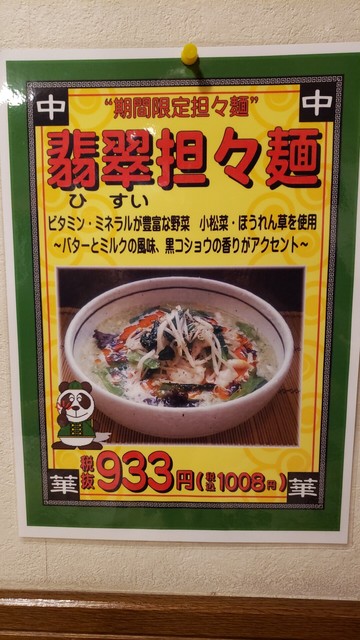 中 "期間限定担々麺" 中
翡翠担々麺
ひすい
ビタミン・ミネラルが豊富な野菜 小松菜・ほうれん草を使用
～バターとミルクの風味、黒コショウの香りがアクセント～
税抜933円(税込1008円)
華 華